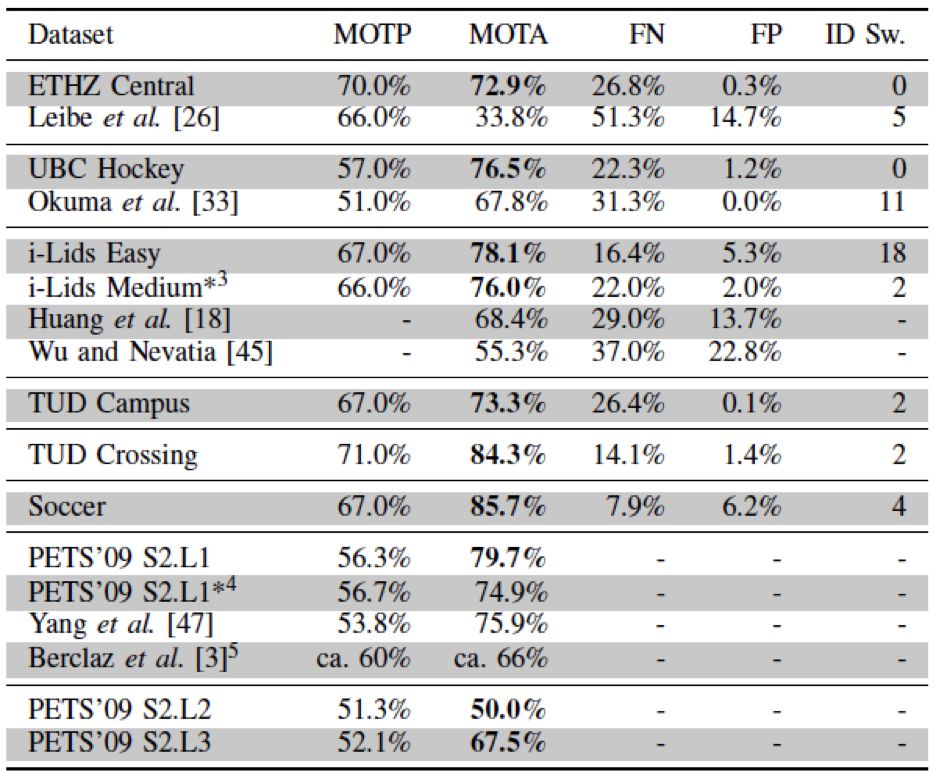 Dataset MOTP MOTA FN FP ID Sw.
ETHZ Central 70.0% 72.9% 26.8% 0.3% 0
Leibe et al. [26] 66.0% 33.8% 51.3% 14.7% 5
UBC Hockey 57.0% 76.5% 22.3% 1.2% 0
Okuma et al. [33] 51.0% 67.8% 31.3% 0.0% 11
i-Lids Easy 67.0% 78.1% 16.4% 5.3% 18
i-Lids Medium*3 66.0% 76.0% 22.0% 2.0% 2
Huang et al. [18] - 68.4% 29.0% 13.7% -
Wu and Nevatia [45] - 55.3% 37.0% 22.8% -
TUD Campus 67.0% 73.3% 26.4% 0.1% 2
TUD Crossing 71.0% 84.3% 14.1% 1.4% 2
Soccer 67.0% 85.7% 7.9% 6.2% 4
PETS'09 S2.L1 56.3% 79.7% - - -
PETS'09 S2.L1*4 56.7% 74.9% - - -
Yang et al. [47] 53.8% 75.9% - - -
Berclaz et al. [3]5 ca. 60% ca. 66% - - -
PETS'09 S2.L2 51.3% 50.0% - - -
PETS'09 S2.L3 52.1% 67.5% - - -